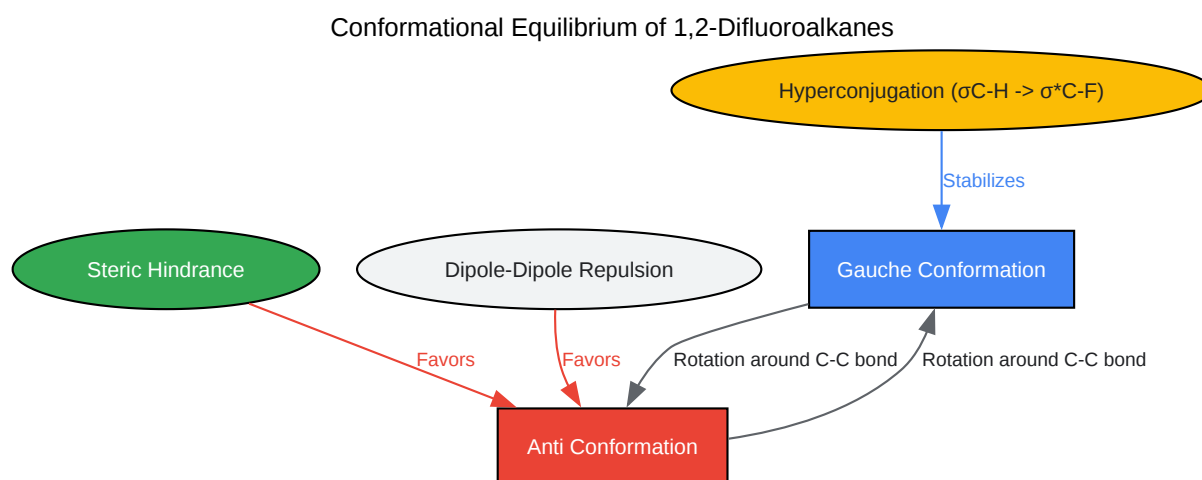 Conformational Equilibrium of 1,2-Difluoroalkanes
Hyperconjugation (σC-H -> σ*C-F)
Stabilizes
Steric Hindrance
Dipole-Dipole Repulsion
Gauche Conformation
Favors
Favors
Rotation around C-C bond
Rotation around C-C bond
Anti Conformation